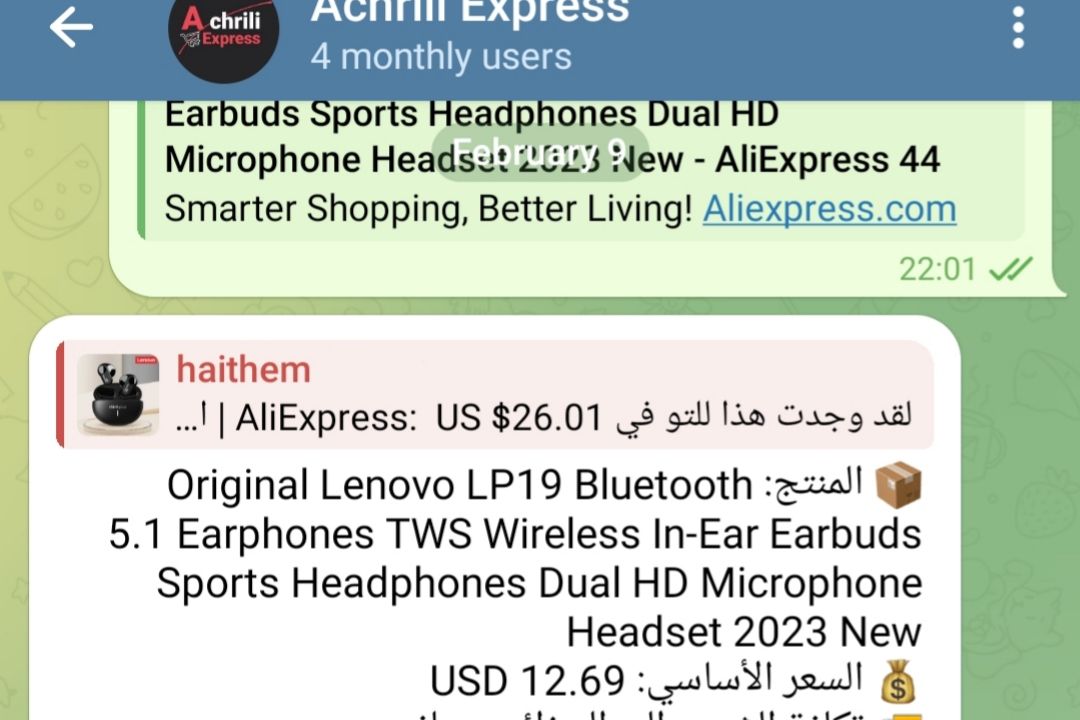 Achrili Express
A chrili
Express
4 monthly users
Earbuds Sports Headphones Dual HD
February 9
Microphone Headset 2023 New - AliExpress 44
Smarter Shopping, Better Living! Aliexpress.com
22:01
haithem
لقد وجدت هذا للتو في AliExpress: US $26.01 | ا...
المنتج: Original Lenovo LP19 Bluetooth
5.1 Earphones TWS Wireless In-Ear Earbuds
Sports Headphones Dual HD Microphone
Headset 2023 New
السعر الأساسي: USD 12.69